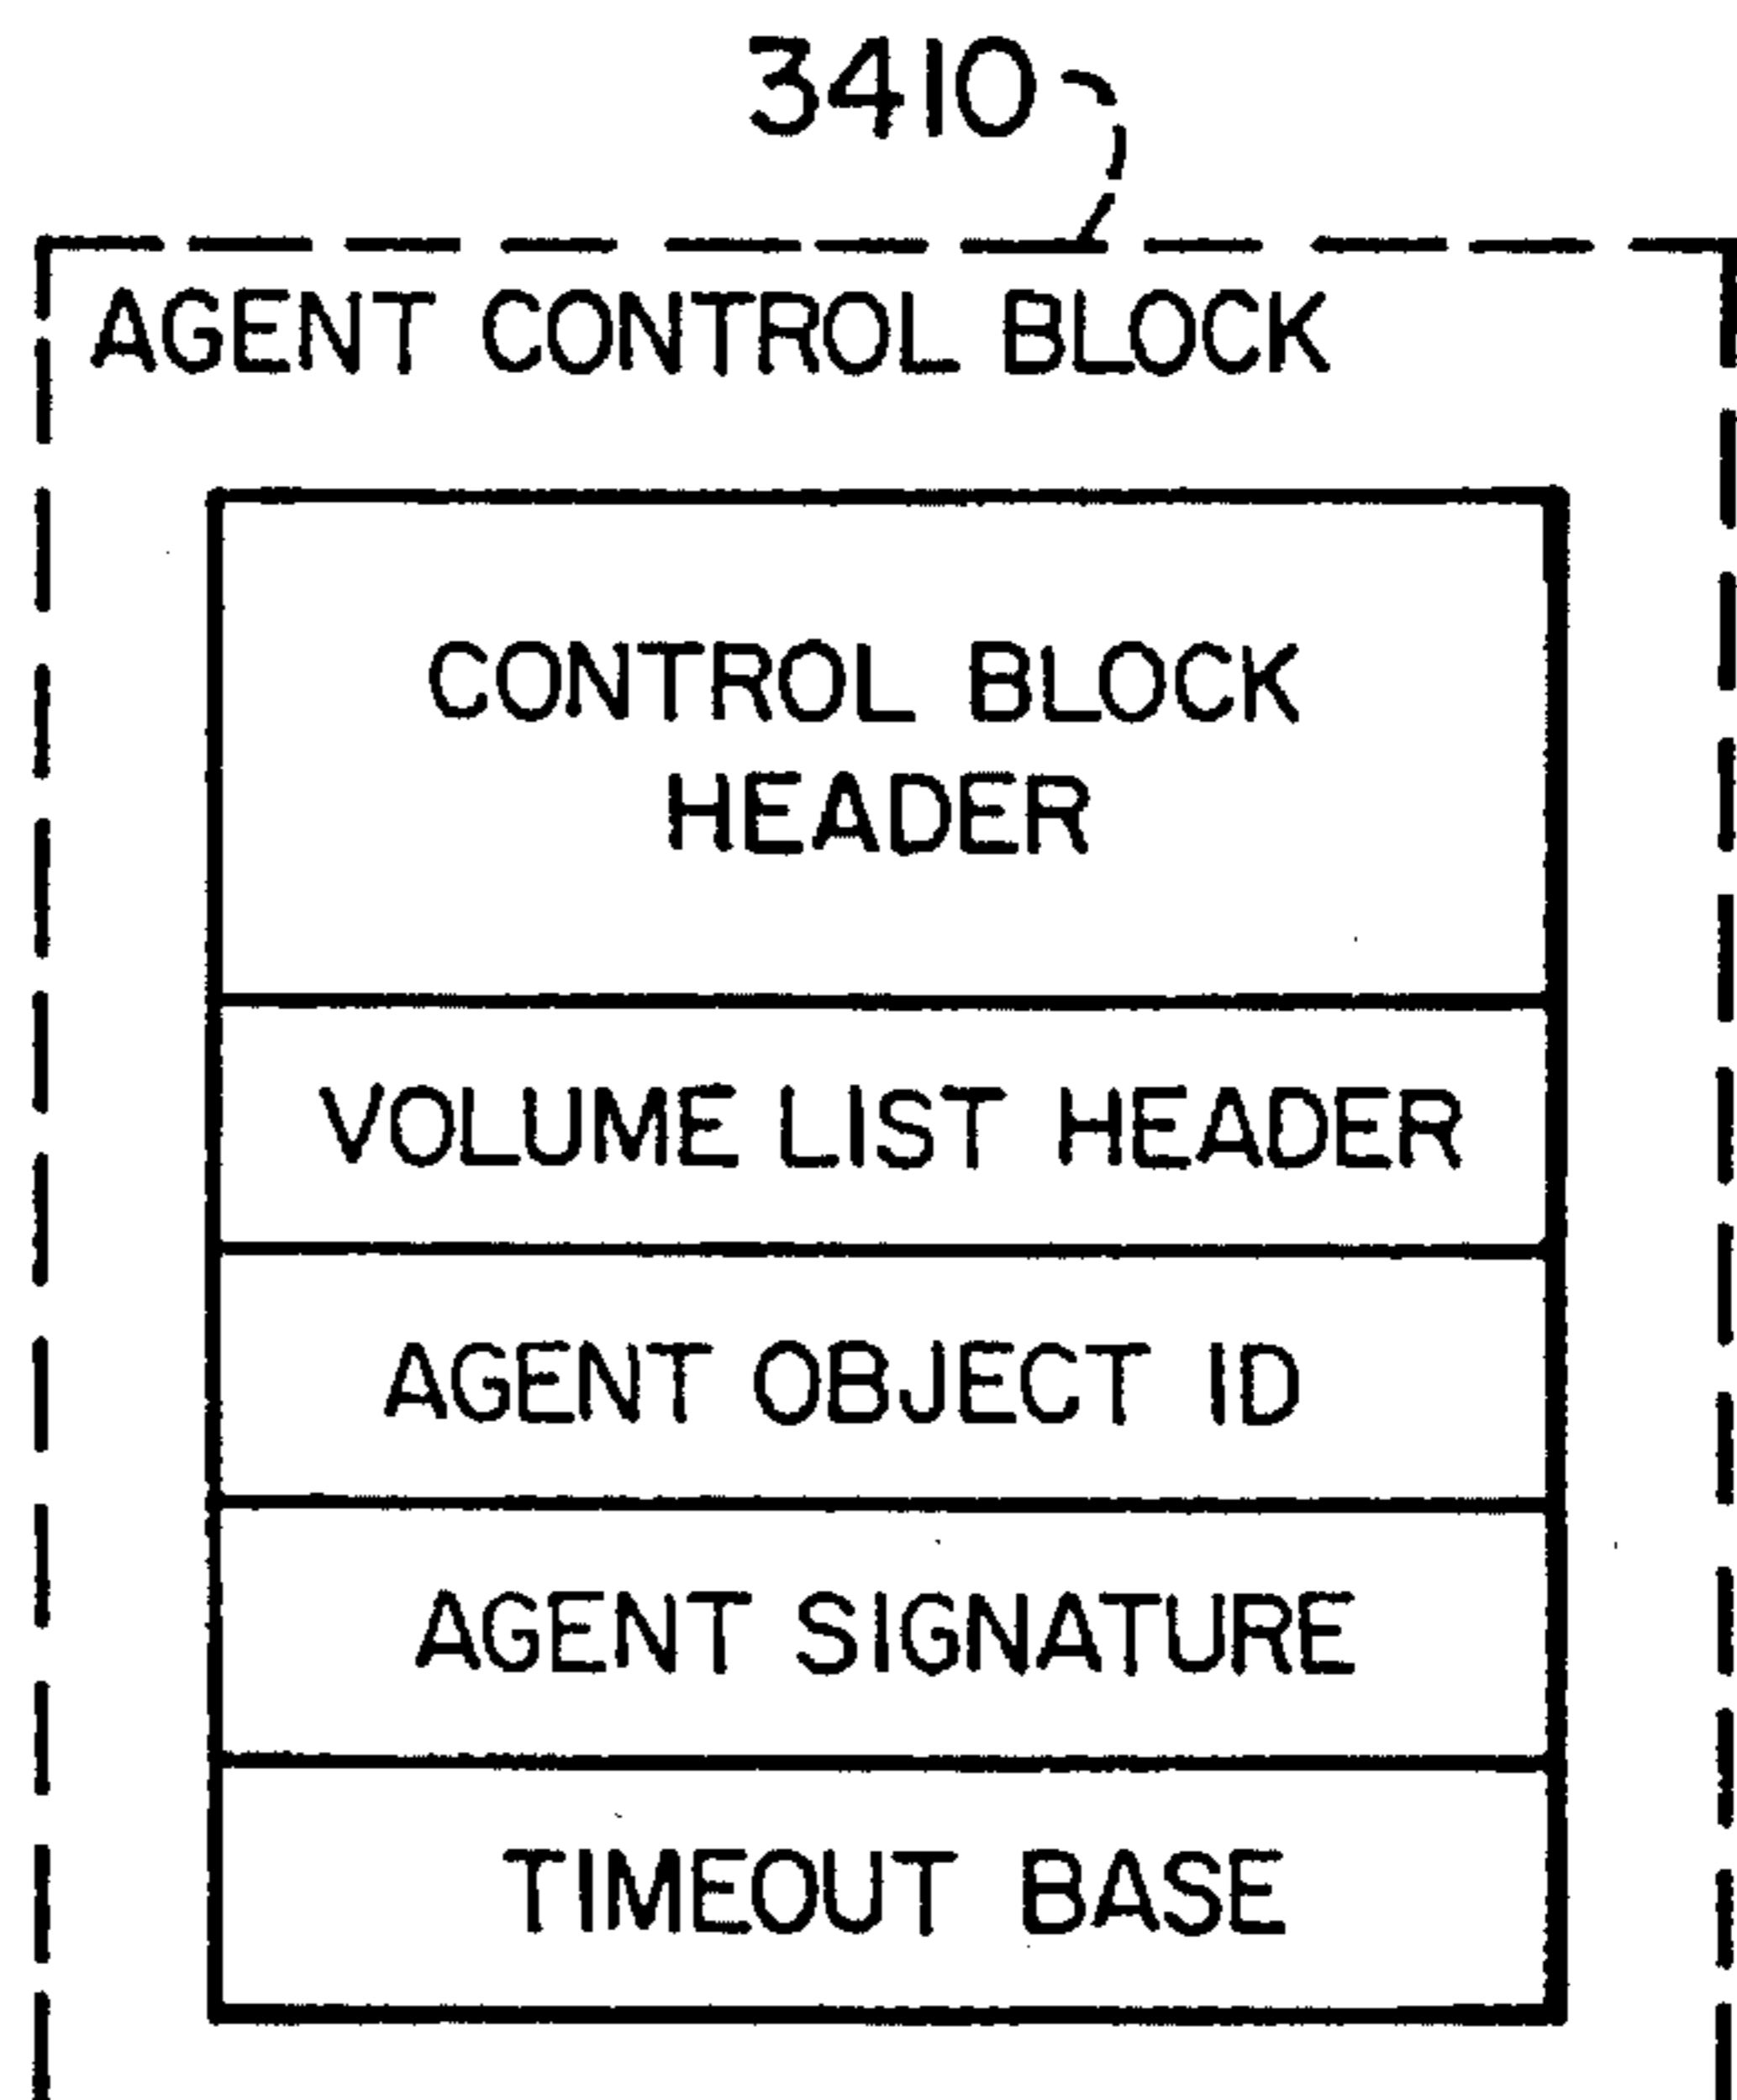 3410
AGENT CONTROL BLOCK
CONTROL BLOCK
HEADER
VOLUME LIST HEADER
AGENT OBJECT ID
AGENT SIGNATURE
TIMEOUT BASE